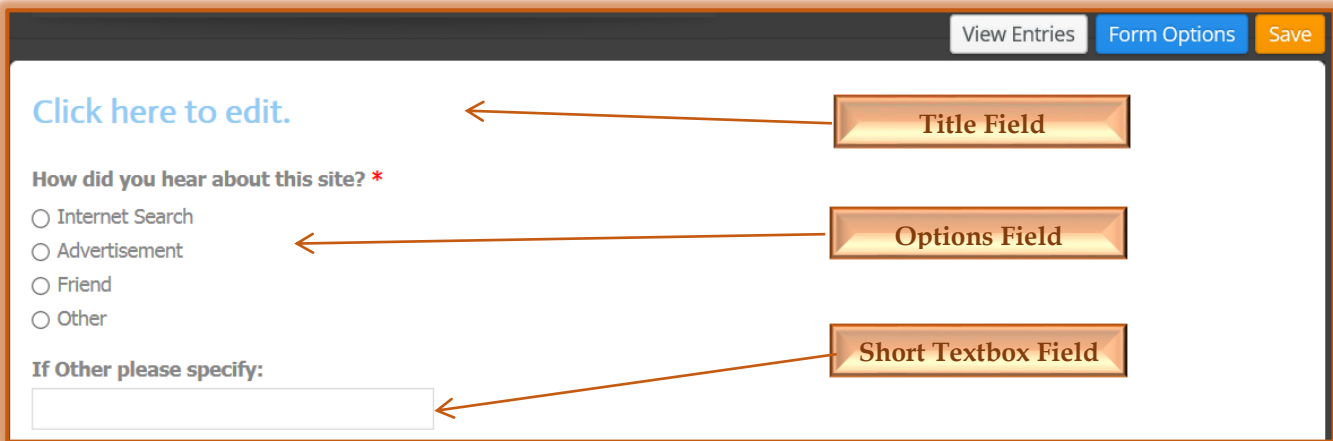 View Entries Form Options Save
Click here to edit.
Title Field
How did you hear about this site? *
Internet Search
Options Field
Advertisement
Friend
Other
Short Textbox Field
If Other please specify: